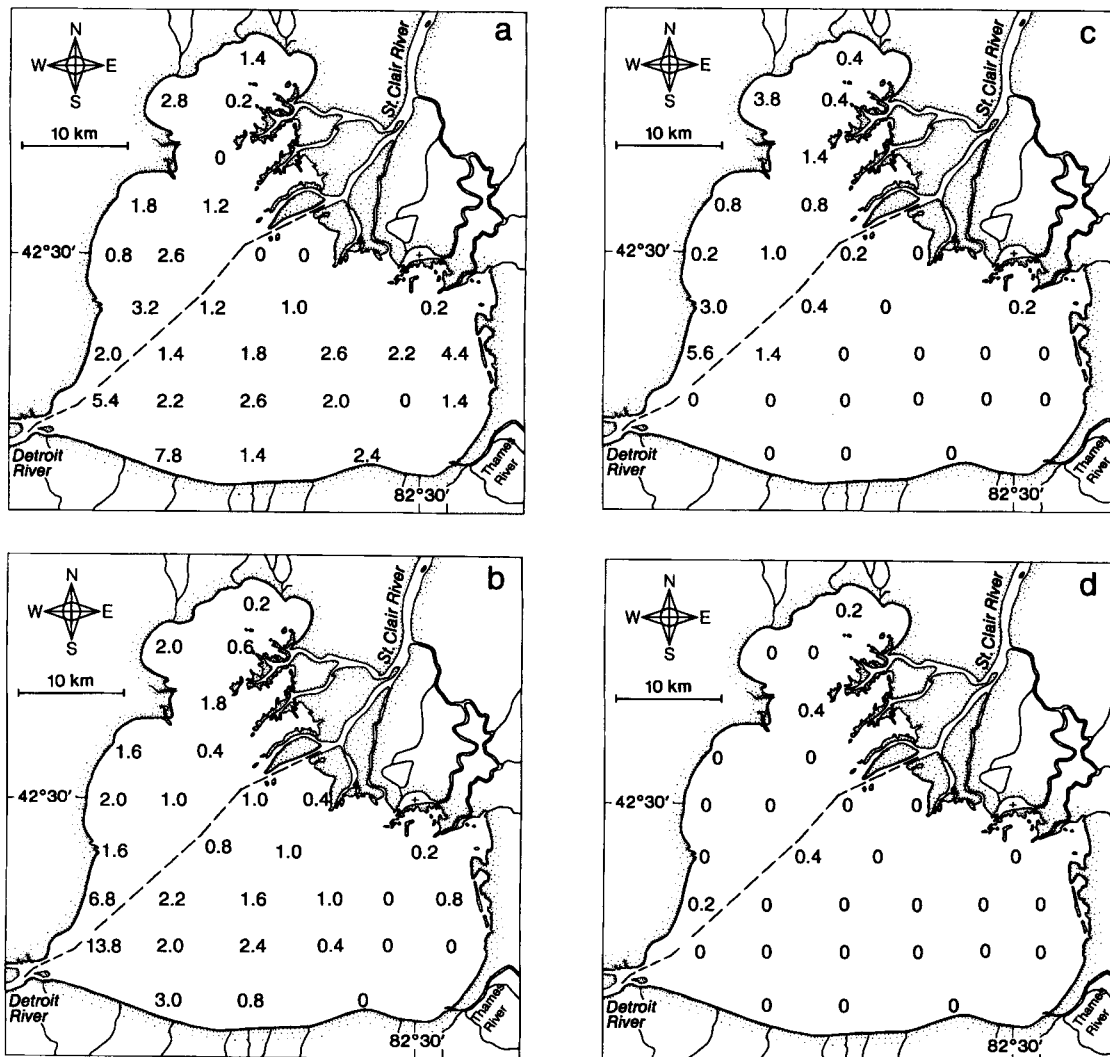 a
N
W E
S
10 km
St. Clair River
1.4
2.8 0.2
0
1.8 1.2
42°30′ 0.8 2.6 0 0
3.2 1.2 1.0 0.2
2.0 1.4 1.8 2.6 2.2 4.4
5.4 2.2 2.6 2.0 0 1.4
7.8 1.4 2.4
Detroit
River
Thames
River
82°30′
c
N
W E
S
10 km
St. Clair River
0.4
3.8 0.4
1.4
0.8 0.8
42°30′ 0.2 1.0 0.2 0
3.0 0.4 0 0.2
5.6 1.4 0 0 0 0
0 0 0 0 0 0
0 0 0
Detroit
River
Thames
River
82°30′
b
N
W E
S
10 km
St. Clair River
0.2
2.0 0.6
1.8
1.6 0.4
42°30′ 2.0 1.0 1.0 0.4
1.6 0.8 1.0 0.2
6.8 2.2 1.6 1.0 0 0.8
13.8 2.0 2.4 0.4 0 0
3.0 0.8 0
Detroit
River
Thames
River
82°30′
d
N
W E
S
10 km
St. Clair River
0.2
0 0
0.4
0 0
42°30′ 0 0 0 0
0 0.4 0 0
0.2 0 0 0 0 0
0 0 0 0 0 0
0 0 0
Detroit
River
Thames
River
82°30′